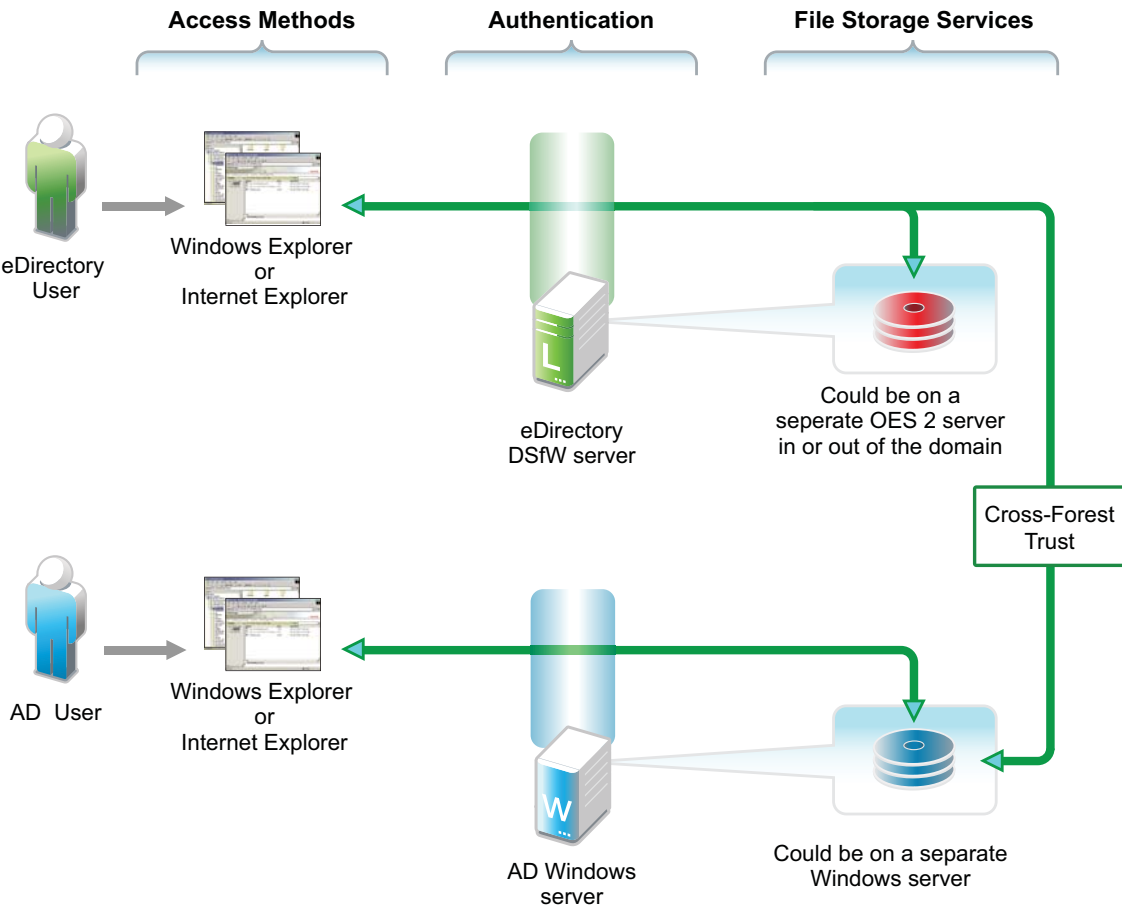 Access Methods
Authentication
File Storage Services
eDirectory
User
Windows Explorer
or
Internet Explorer
L
eDirectory
DSfW server
Could be on a
seperate OES 2 server
in or out of the domain
Cross-Forest
Trust
AD User
Windows Explorer
or
Internet Explorer
W
AD Windows
server
Could be on a separate
Windows server